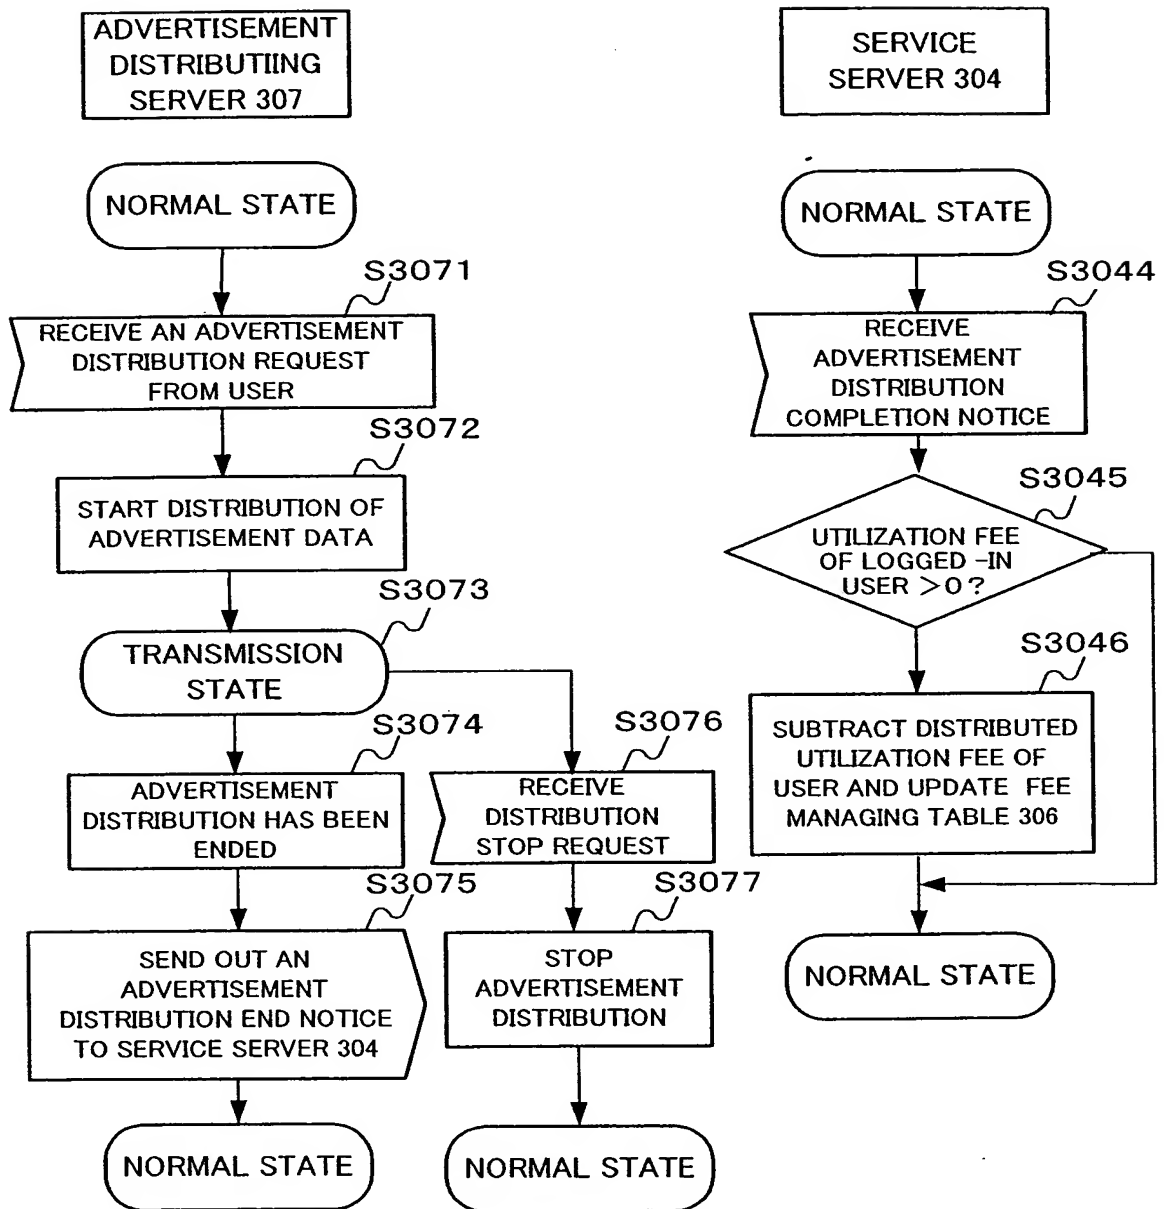 ADVERTISEMENT
DISTRIBUTIING
SERVER 307
NORMAL STATE
S3071
RECEIVE AN ADVERTISEMENT
DISTRIBUTION REQUEST
FROM USER
S3072
START DISTRIBUTION OF
ADVERTISEMENT DATA
S3073
TRANSMISSION
STATE
S3074
ADVERTISEMENT
DISTRIBUTION HAS BEEN
ENDED
S3075
SEND OUT AN
ADVERTISEMENT
DISTRIBUTION END NOTICE
TO SERVICE SERVER 304
NORMAL STATE
S3076
RECEIVE
DISTRIBUTION
STOP REQUEST
S3077
STOP
ADVERTISEMENT
DISTRIBUTION
NORMAL STATE
SERVICE
SERVER 304
NORMAL STATE
S3044
RECEIVE
ADVERTISEMENT
DISTRIBUTION
COMPLETION NOTICE
S3045
UTILIZATION FEE
OF LOGGED -IN
USER >0?
S3046
SUBTRACT DISTRIBUTED
UTILIZATION FEE OF
USER AND UPDATE FEE
MANAGING TABLE 306
NORMAL STATE